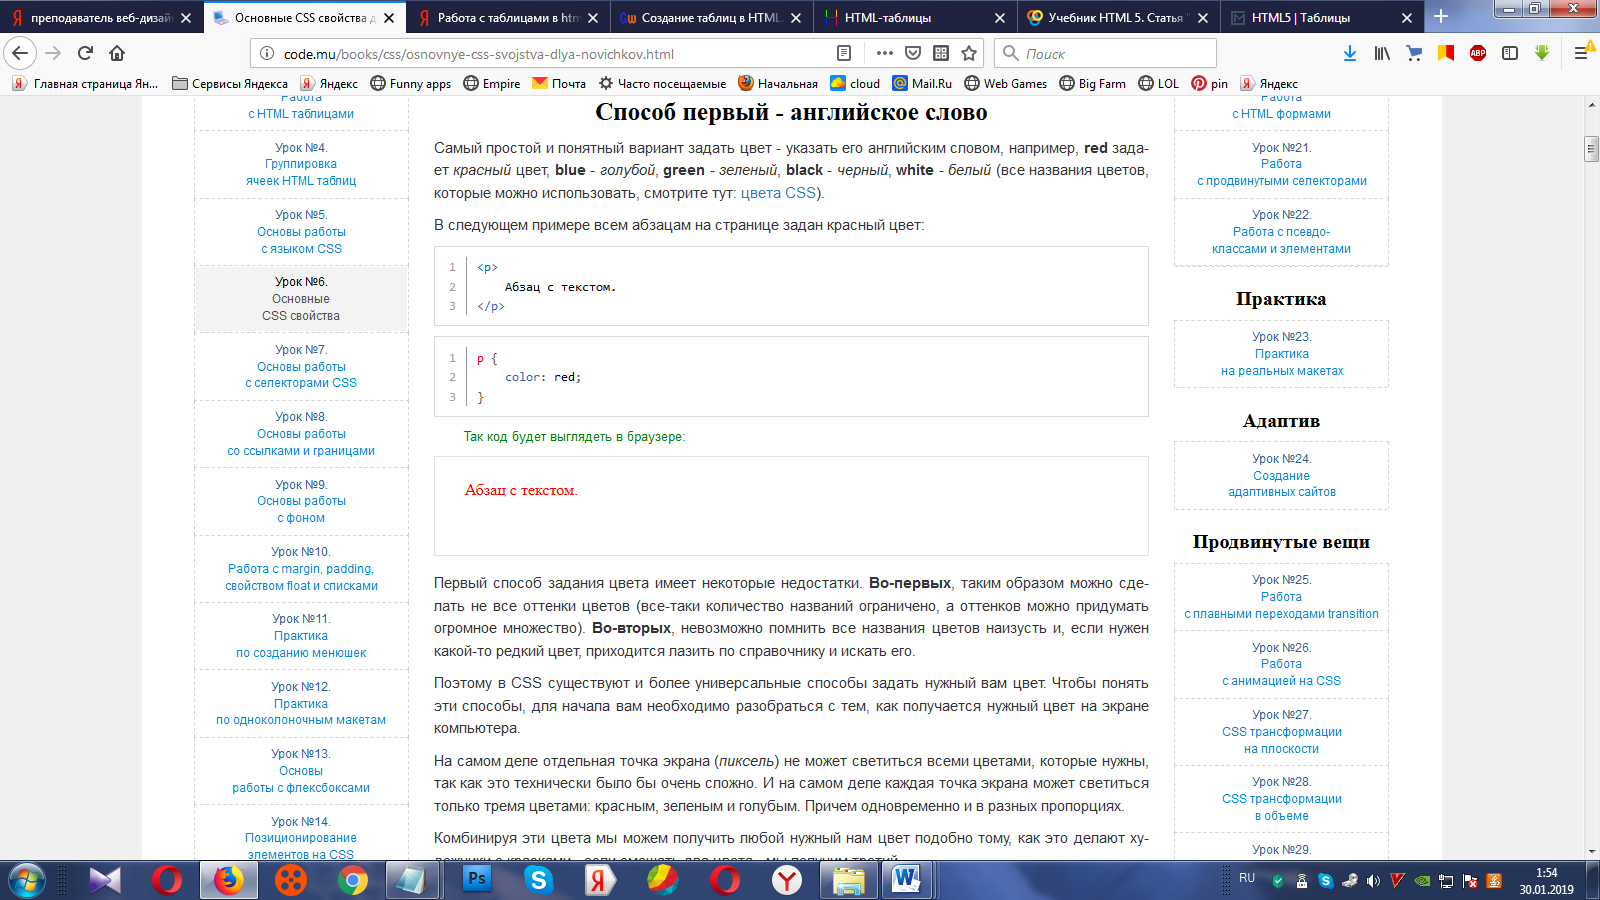 преподаватель веб-дизай
Основные CSS свойства д
Работа с таблицами в htm
Создание таблиц в HTML
HTML-таблицы
Учебник HTML 5. Статья "
HTML5 | Таблицы
code.mu/books/css/osnovnye-css-svojstva-dlya-novichkov.html
Поиск
Главная страница Ян...
Сервисы Яндекса
Яндекс
Funny apps
Empire
Почта
Часто посещаемые
Начальная
cloud
Mail.Ru
Web Games
Big Farm
LOL
pin
Яндекс
Работа
с HTML таблицами
Урок №4.
Группировка
ячеек HTML таблиц
Урок №5.
Основы работы
с языком CSS
Урок №6.
Основные
CSS свойства
Урок №7.
Основы работы
с селекторами CSS
Урок №8.
Основы работы
со ссылками и границами
Урок №9.
Основы работы
с фоном
Урок №10.
Работа с margin, padding,
свойством float и списками
Урок №11.
Практика
по созданию менюшек
Урок №12.
Практика
по одноколоночным макетам
Урок №13.
Основы
работы с флексбоксами
Урок №14.
Позиционирование
элементов на CSS
Способ первый - английское слово
Самый простой и понятный вариант задать цвет - указать его английским словом, например, red зада-
ет красный цвет, blue - голубой, green - зеленый, black - черный, white - белый (все названия цветов,
которые можно использовать, смотрите тут: цвета CSS).
В следующем примере всем абзацам на странице задан красный цвет:
1 <p>
2 Абзац с текстом.
3 </p>
1 p {
2 color: red;
3 }
Так код будет выглядеть в браузере:
Абзац с текстом.
Первый способ задания цвета имеет некоторые недостатки. Во-первых, таким образом можно сде-
лать не все оттенки цветов (все-таки количество названий ограничено, а оттенков можно придумать
огромное множество). Во-вторых, невозможно помнить все названия цветов наизусть и, если нужен
какой-то редкий цвет, приходится лазить по справочнику и искать его.
Поэтому в CSS существуют и более универсальные способы задать нужный вам цвет. Чтобы понять
эти способы, для начала вам необходимо разобраться с тем, как получается нужный цвет на экране
компьютера.
На самом деле отдельная точка экрана (пиксель) не может светиться всеми цветами, которые нужны,
так как это технически было бы очень сложно. И на самом деле каждая точка экрана может светиться
только тремя цветами: красным, зеленым и голубым. Причем одновременно и в разных пропорциях.
Комбинируя эти цвета мы можем получить любой нужный нам цвет подобно тому, как это делают ху-
дожники с красками - если смешать два цвета - мы получим третий.
Работа
с HTML формами
Урок №21.
Работа
с продвинутыми селекторами
Урок №22.
Работа с псевдо-
классами и элементами
Практика
Урок №23.
Практика
на реальных макетах
Адаптив
Урок №24.
Создание
адаптивных сайтов
Продвинутые вещи
Урок №25.
Работа
с плавными переходами transition
Урок №26.
Работа
с анимацией на CSS
Урок №27.
CSS трансформации
на плоскости
Урок №28.
CSS трансформации
в объеме
Урок №29.
RU
1:54
30.01.2019